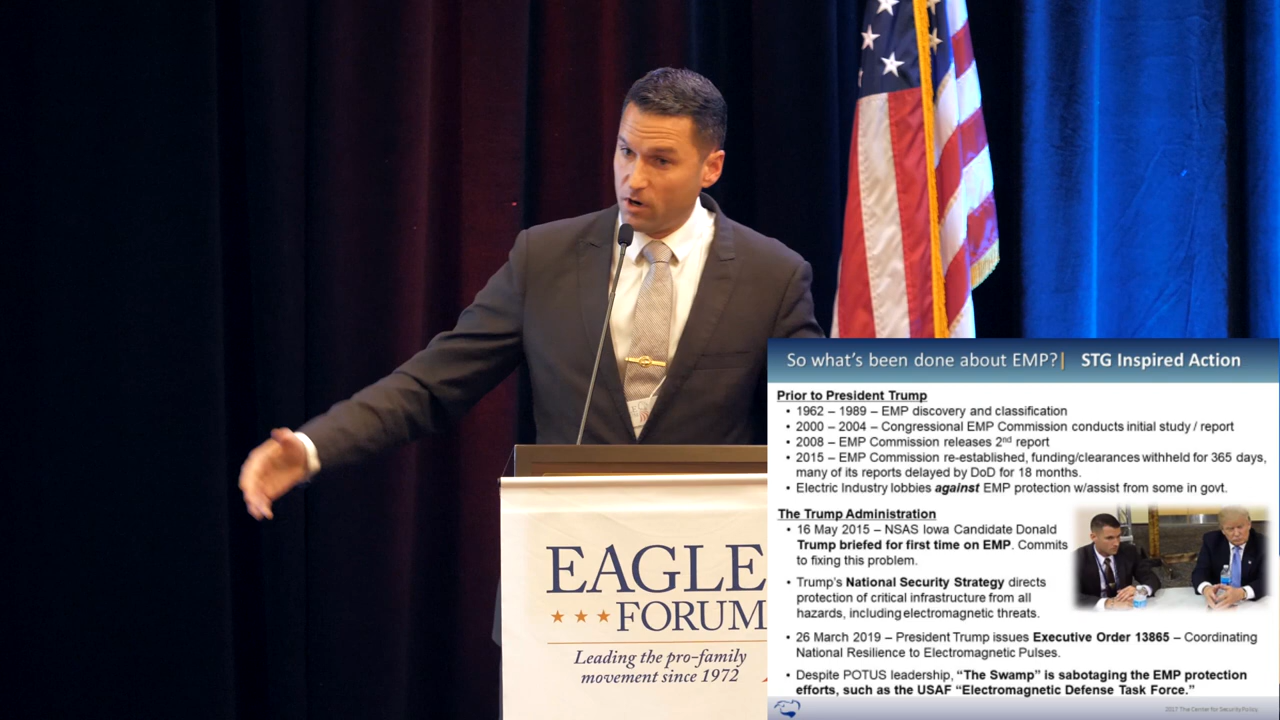 EAGLE
FORUM
Leading the pro-family
movement since 1972
So what's been done about EMP?| STG Inspired Action
Prior to President Trump
• 1962 – 1989 – EMP discovery and classification
• 2000 – 2004 – Congressional EMP Commission conducts initial study / report
• 2008 – EMP Commission releases 2nd report
• 2015 – EMP Commission re-established, funding/clearances withheld for 365 days,
many of its reports delayed by DoD for 18 months.
• Electric Industry lobbies against EMP protection w/assist from some in govt.
The Trump Administration
• 16 May 2015 – NSAS Iowa Candidate Donald
Trump briefed for first time on EMP. Commits
to fixing this problem.
• Trump's National Security Strategy directs
protection of critical infrastructure from all
hazards, including electromagnetic threats.
• 26 March 2019 – President Trump issues Executive Order 13865 – Coordinating
National Resilience to Electromagnetic Pulses.
• Despite POTUS leadership, “The Swamp” is sabotaging the EMP protection
efforts, such as the USAF “Electromagnetic Defense Task Force.”
2017 The Center for Security Policy